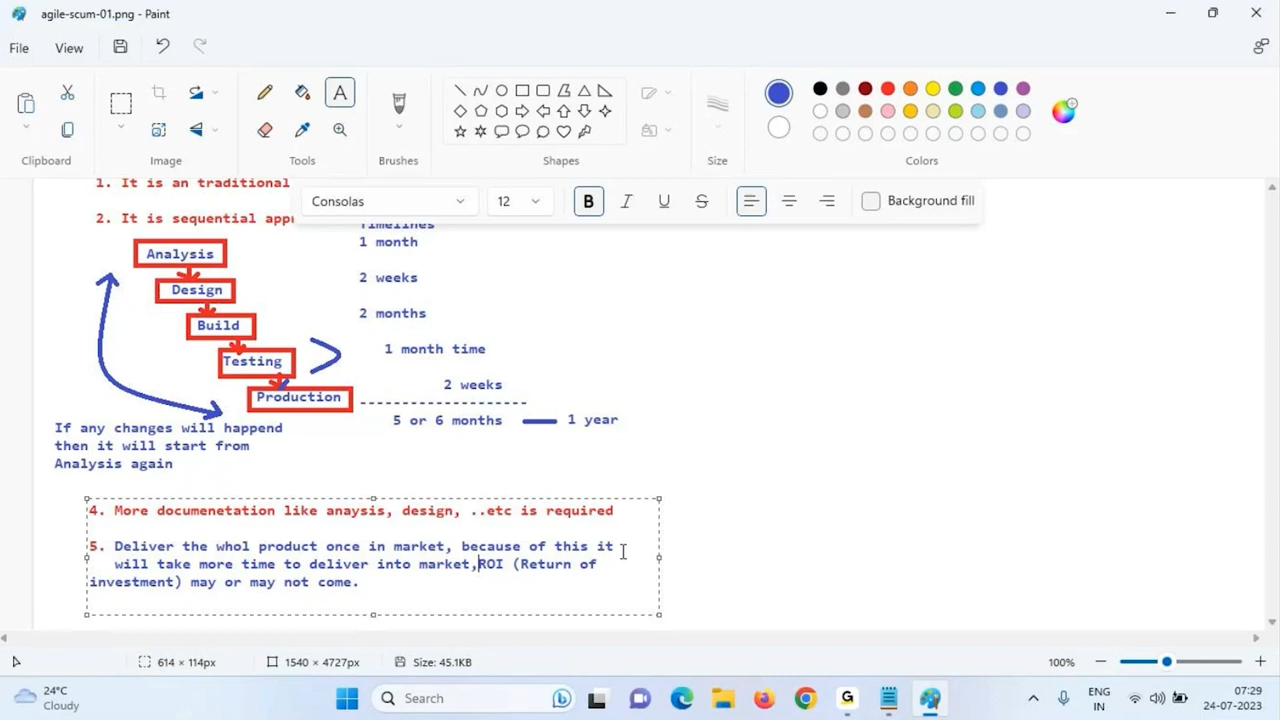 agile-scum-01.png - Paint
File View
Clipboard Image Tools Brushes Shapes Size Colors
Consolas 12 B I U S Background fill
1. It is an traditional
2. It is sequential appr
Timelines
Analysis 1 month
Design 2 weeks
Build 2 months
Testing 1 month time
Production 2 weeks
--------------------
5 or 6 months 1 year
If any changes will happend
then it will start from
Analysis again
4. More documenetation like anaysis, design, ..etc is required
5. Deliver the whol product once in market, because of this it
will take more time to deliver into market,ROI (Return of
investment) may or may not come.
614 × 114px 1540 × 4727px Size: 45.1KB 100%
24°C
Cloudy
Search
ENG
IN
07:29
24-07-2023